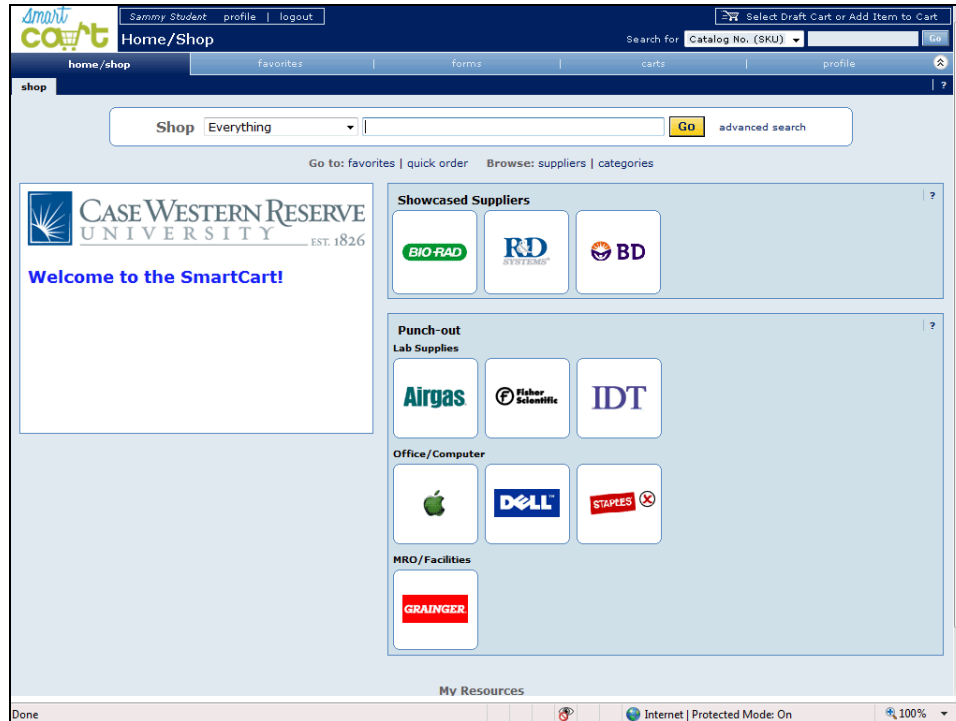 Smart
cart
Sammy Student profile | logout
Select Draft Cart or Add Item to Cart
Home/Shop
Search for Catalog No. (SKU) Go
home/shop favorites | forms | carts | profile
shop | ?
Shop Everything Go advanced search
Go to: favorites | quick order Browse: suppliers | categories
CASE WESTERN RESERVE
UNIVERSITY EST. 1826
Welcome to the SmartCart!
Showcased Suppliers ?
BIO-RAD
R&D
SYSTEMS
BD
Punch-out ?
Lab Supplies
Airgas
Fisher
Scientific
IDT
Office/Computer
DELL™
STAPLES
MRO/Facilities
GRAINGER
My Resources
Done Internet | Protected Mode: On 100%